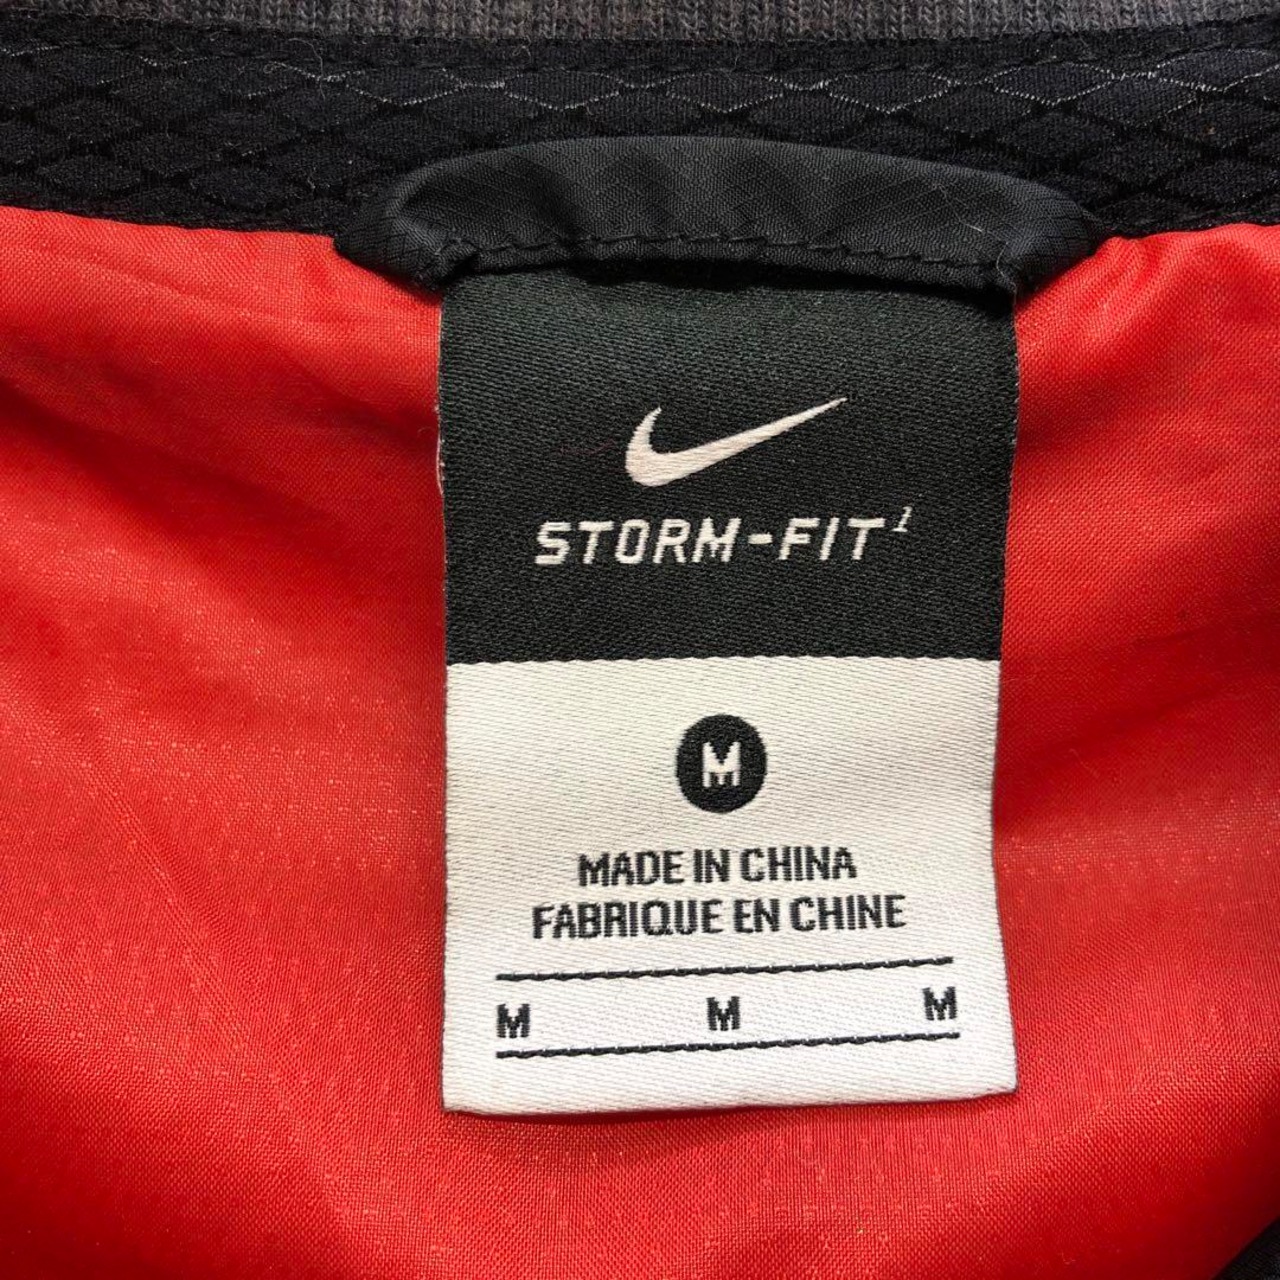 STORM-FIT¹
M
MADE IN CHINA
FABRIQUE EN CHINE
M M M